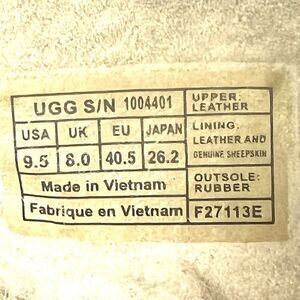 UGG S/N 1004401
USA UK EU JAPAN
9.5 8.0 40.5 26.2
Made in Vietnam
Fabrique en Vietnam
UPPER:
LEATHER
LINING,
LEATHER AND
GENUINE SHEEPSKIN
OUTSOLE:
RUBBER
F27113E